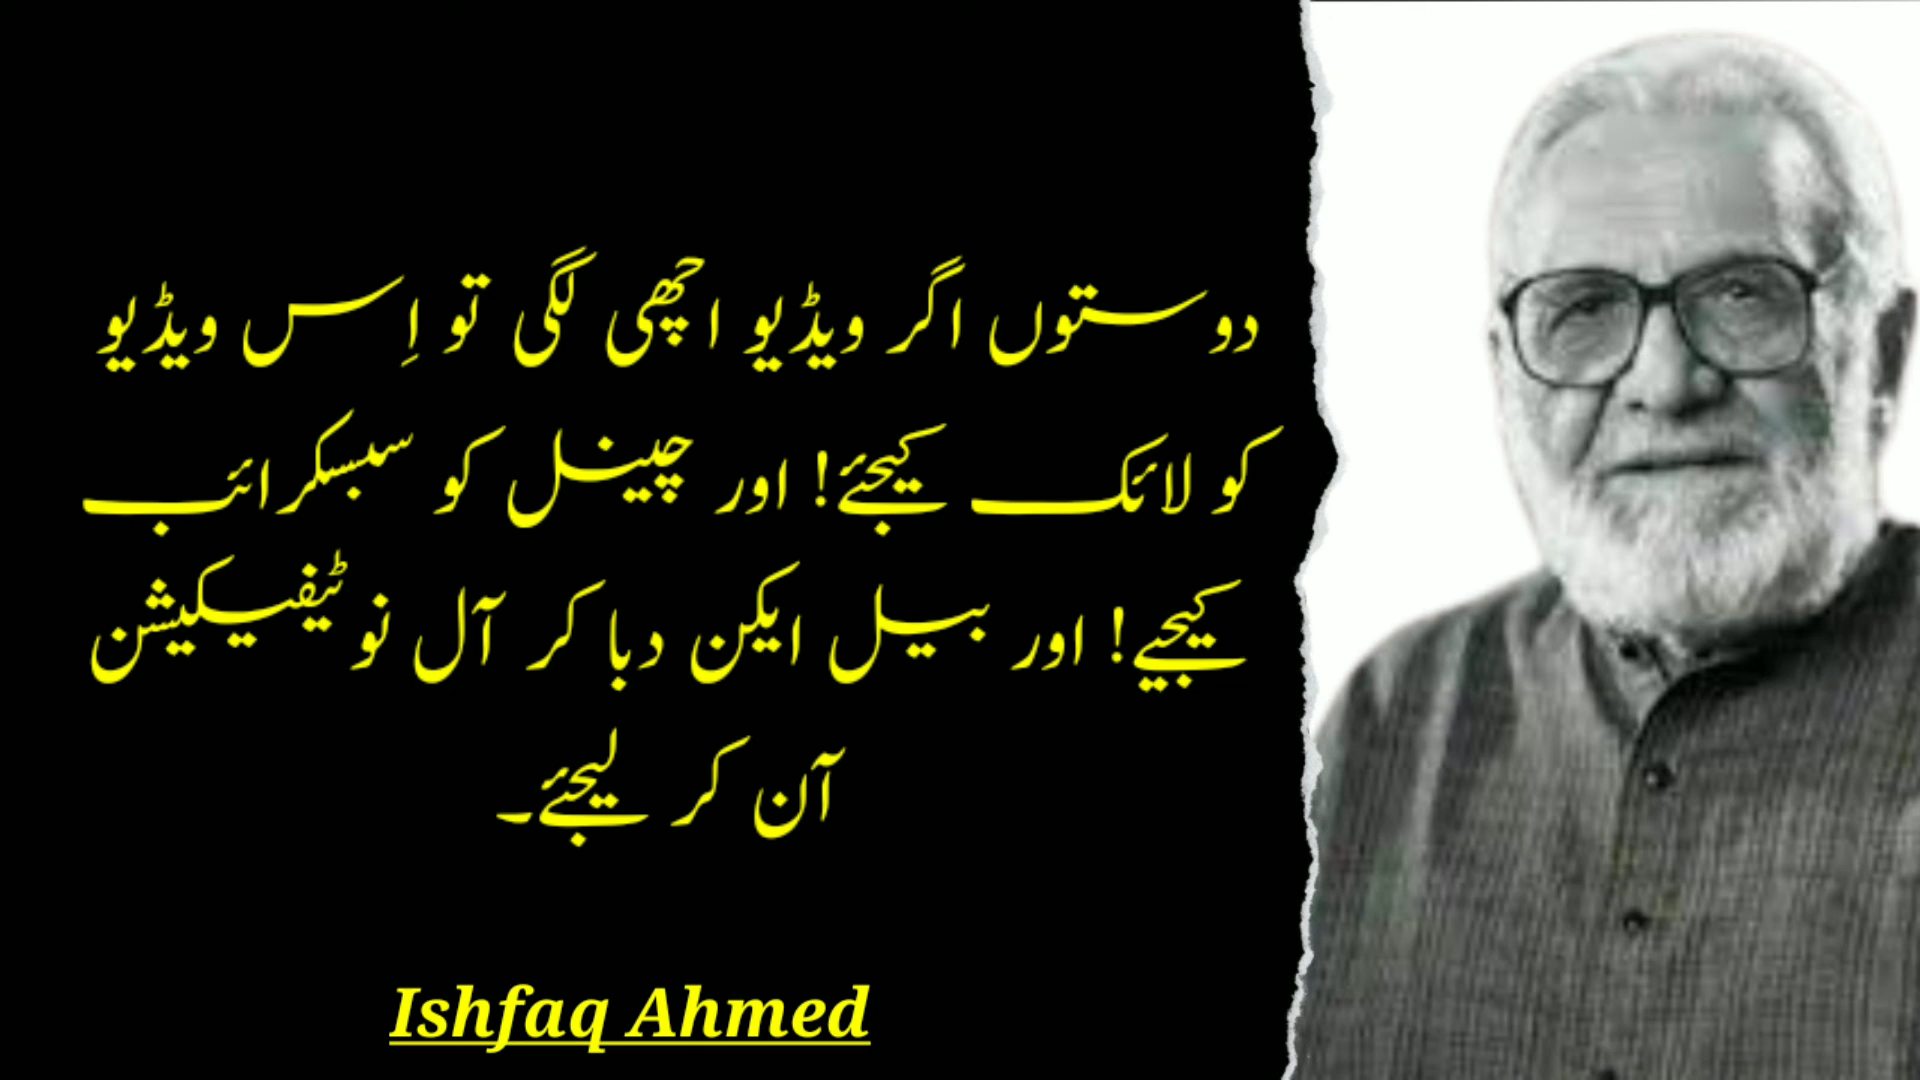 دوستوں اگر ویڈیو اچھی لگی تو اِس ویڈیو
کو لائک کیجئے! اور چینل کو سبسکرائب
کیجیے! اور بیل ایکن دبا کر آل نوٹیفیکیشن
آن کر لیجئے۔
Ishfaq Ahmed